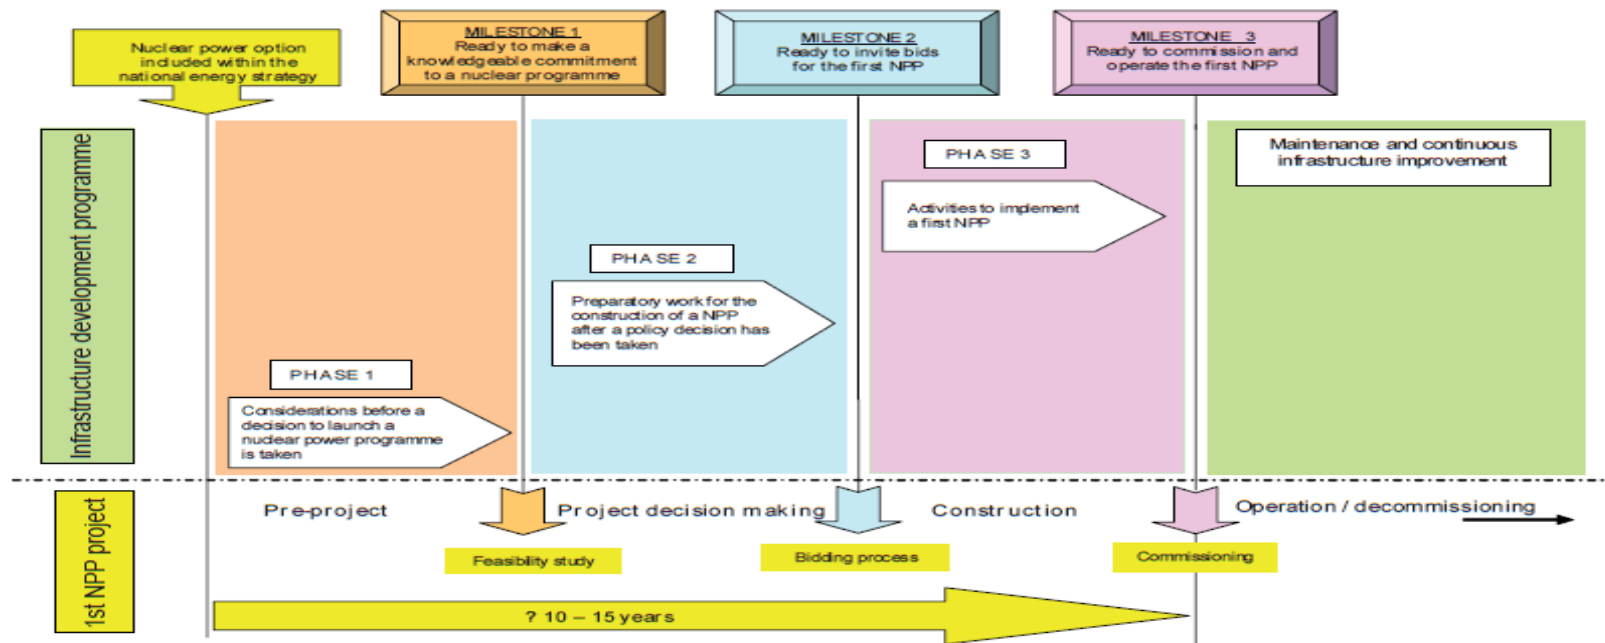 Nuclear power option
included within the
national energy strategy
MILESTONE 1
Ready to make a
knowledgeable commitment
to a nuclear programme
MILESTONE 2
Ready to invite bids
for the first NPP
MILESTONE 3
Ready to commission and
operate the first NPP
Infrastructure development programme
PHASE 1
Considerations before a
decision to launch a
nuclear power programme
is taken
PHASE 2
Preparatory work for the
construction of a NPP
after a policy decision has
been taken
PHASE 3
Activities to implement
a first NPP
Maintenance and continuous
infrastructure improvement
1st NPP project
Pre-project
Project decision making
Construction
Operation / decommissioning
Feasibility study
Bidding process
Commissioning
? 10 – 15 years